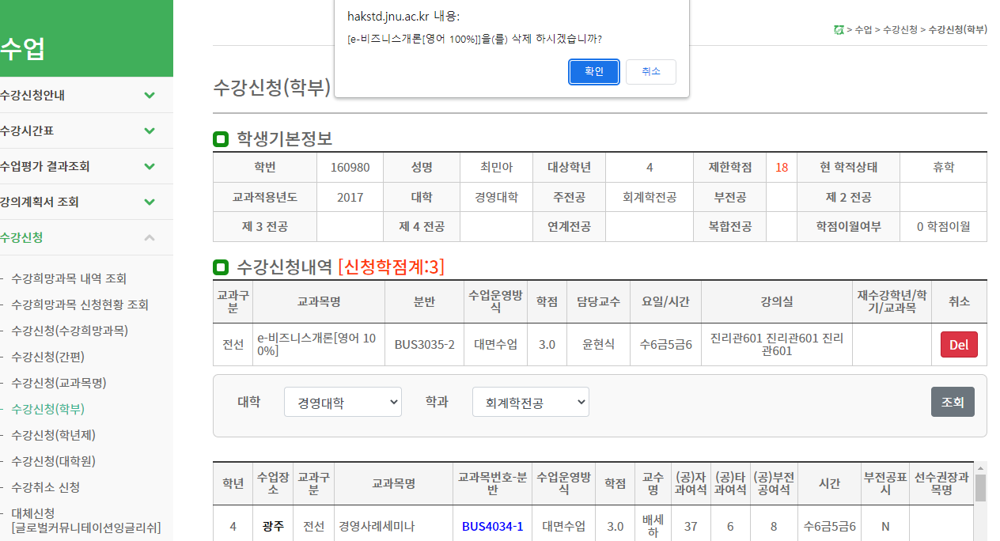 hakstd.jnu.ac.kr 내용:
[e-비즈니스개론[영어 100%]]을(를) 삭제 하시겠습니까?
확인 취소
> 수업 > 수강신청 > 수강신청(학부)
수업
수강신청안내
수강시간표
수업평가 결과조회
강의계획서 조회
수강신청
- 수강희망과목 내역 조회
- 수강희망과목 신청현황 조회
- 수강신청(수강희망과목)
- 수강신청(간편)
- 수강신청(교과목명)
- 수강신청(학부)
- 수강신청(학년제)
- 수강신청(대학원)
- 수강취소 신청
- 대체신청
[글로벌커뮤니테이션잉글리쉬]
수강신청(학부)
학생기본정보
학번 160980 성명 최민아 대상학년 4 제한학점 18 현 학적상태 휴학
교과적용년도 2017 대학 경영대학 주전공 회계학전공 부전공 제 2 전공
제 3 전공 제 4 전공 연계전공 복합전공 학점이월여부 0 학점이월
수강신청내역 [신청학점계:3]
교과구분 교과목명 분반 수업운영방식 학점 담당교수 요일/시간 강의실 재수강학년/학기/교과목 취소
전선 e-비즈니스개론[영어 100%] BUS3035-2 대면수업 3.0 윤현식 수6금5금6 진리관601 진리관601 진리관601 Del
대학 경영대학 학과 회계학전공 조회
학년 수업장소 교과구분 교과목명 교과목번호-분반 수업운영방식 학점 교수명 (공)자과여석 (공)타과여석 (공)부전공여석 시간 부전공표시 선수권장과목명
4 광주 전선 경영사례세미나 BUS4034-1 대면수업 3.0 배세하 37 6 8 수6금5금6 N